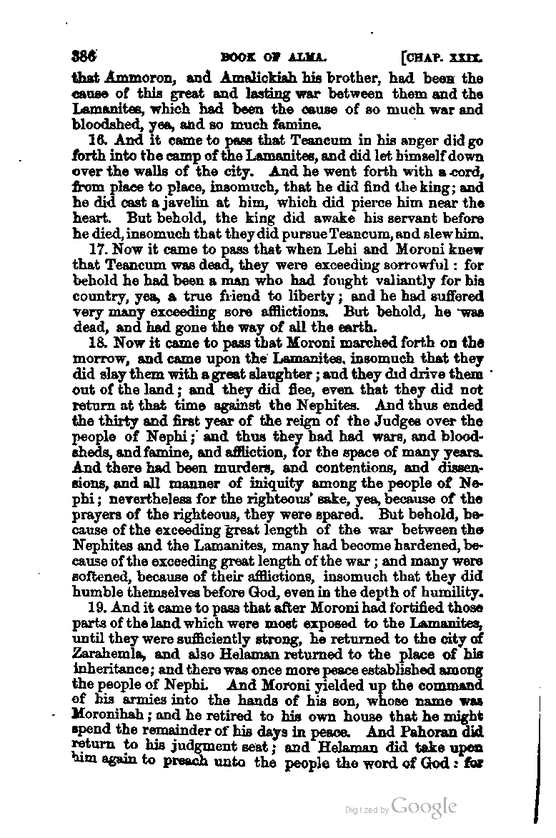 386 BOOK OF ALMA. [CHAP. XXIX.
that Ammoron, and Amalickiah his brother, had been the
cause of this great and lasting war between them and the
Lamanites, which had been the cause of so much war and
bloodshed, yea, and so much famine.
16. And it came to pass that Teancum in his anger did go
forth into the camp of the Lamanites, and did let himself down
over the walls of the city. And he went forth with a cord,
from place to place, insomuch, that he did find the king; and
he did cast a javelin at him, which did pierce him near the
heart. But behold, the king did awake his servant before
he died, insomuch that they did pursue Teancum, and slew him.
17. Now it came to pass that when Lehi and Moroni knew
that Teancum was dead, they were exceeding sorrowful: for
behold he had been a man who had fought valiantly for his
country, yea, a true friend to liberty; and he had suffered
very many exceeding sore afflictions. But behold, he was
dead, and had gone the way of all the earth.
18. Now it came to pass that Moroni marched forth on the
morrow, and came upon the Lamanites, insomuch that they
did slay them with a great slaughter; and they did drive them
out of the land; and they did flee, even that they did not
return at that time against the Nephites. And thus ended
the thirty and first year of the reign of the Judges over the
people of Nephi; and thus they had had wars, and blood-
sheds, and famine, and affliction, for the space of many years.
And there had been murders, and contentions, and dissen-
sions, and all manner of iniquity among the people of Ne-
phi; nevertheless for the righteous' sake, yea, because of the
prayers of the righteous, they were spared. But behold, be-
cause of the exceeding great length of the war between the
Nephites and the Lamanites, many had become hardened, be-
cause of the exceeding great length of the war; and many were
softened, because of their afflictions, insomuch that they did
humble themselves before God, even in the depth of humility.
19. And it came to pass that after Moroni had fortified those
parts of the land which were most exposed to the Lamanites,
until they were sufficiently strong, he returned to the city of
Zarahemla, and also Helaman returned to the place of his
inheritance; and there was once more peace established among
the people of Nephi. And Moroni yielded up the command
of his armies into the hands of his son, whose name was
Moronihah; and he retired to his own house that he might
spend the remainder of his days in peace. And Pahoran did
return to his judgment seat; and Helaman did take upon
him again to preach unto the people the word of God: for
Digitized by Google